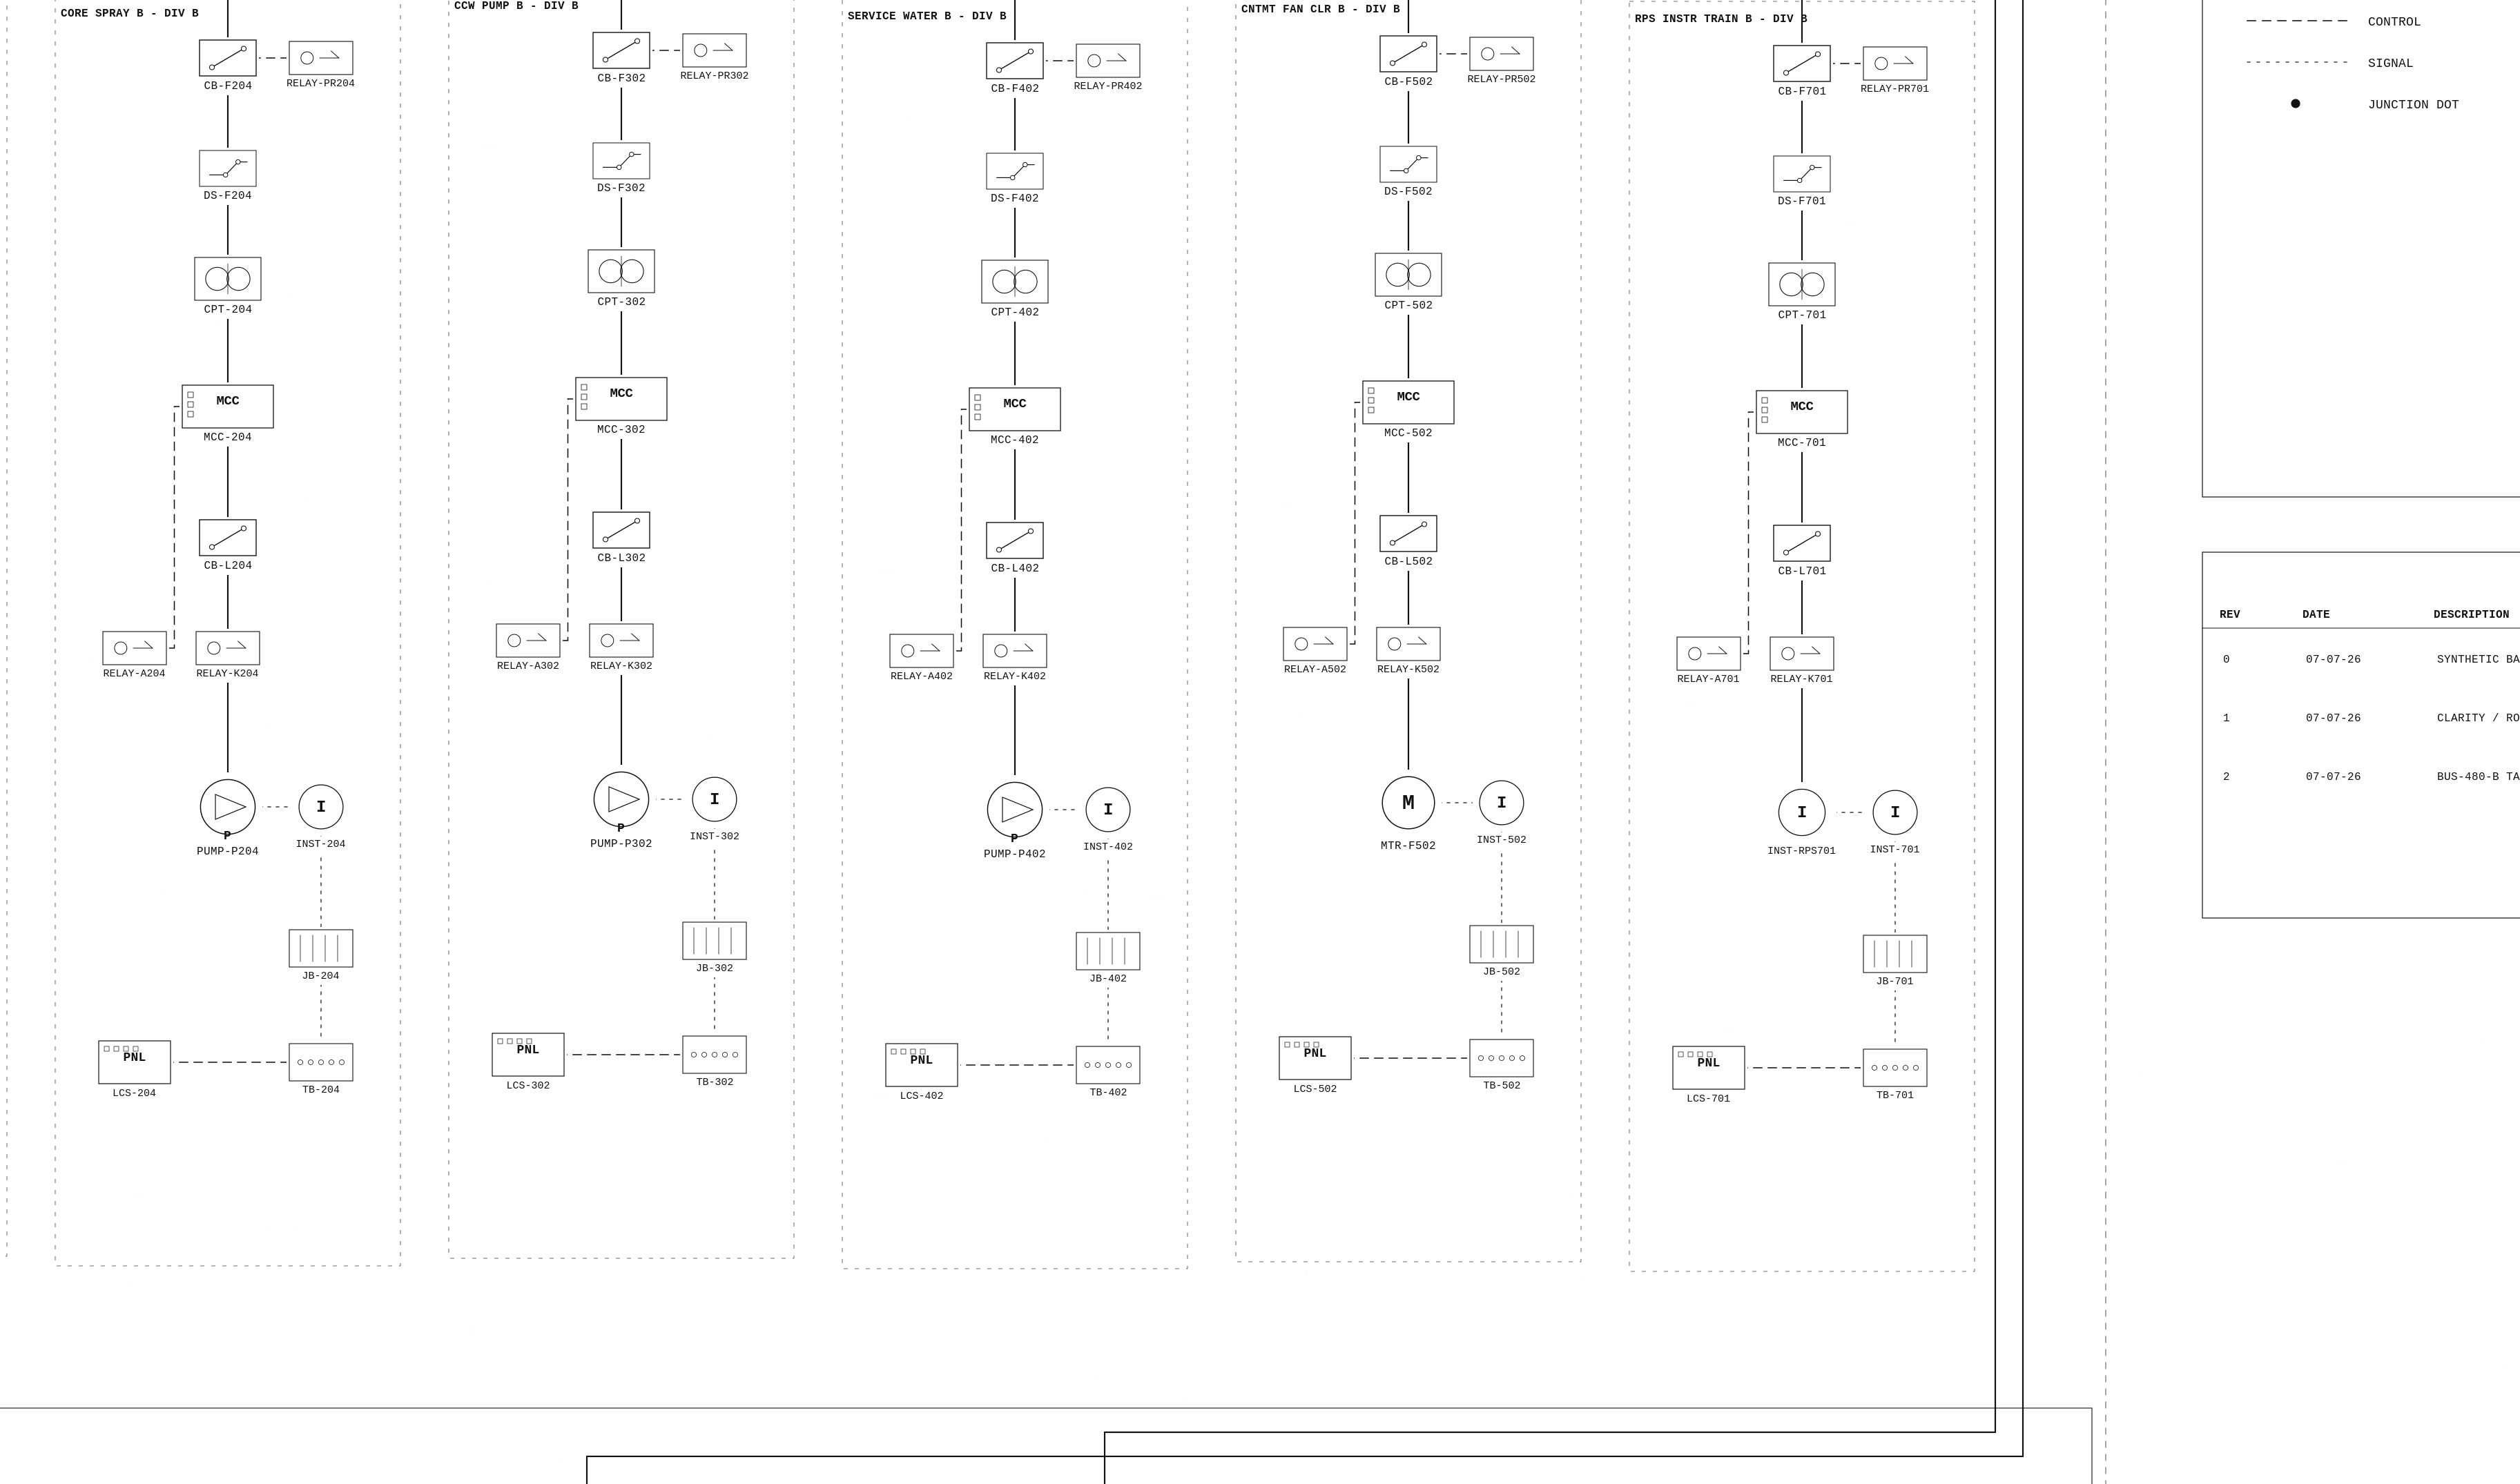 CORE SPRAY B - DIV B
CB-F204
RELAY-PR204
DS-F204
CPT-204
MCC
MCC-204
CB-L204
RELAY-A204
RELAY-K204
P
PUMP-P204
I
INST-204
JB-204
PNL
LCS-204
TB-204
CCW PUMP B - DIV B
CB-F302
RELAY-PR302
DS-F302
CPT-302
MCC
MCC-302
CB-L302
RELAY-A302
RELAY-K302
P
PUMP-P302
I
INST-302
JB-302
PNL
LCS-302
TB-302
SERVICE WATER B - DIV B
CB-F402
RELAY-PR402
DS-F402
CPT-402
MCC
MCC-402
CB-L402
RELAY-A402
RELAY-K402
P
PUMP-P402
I
INST-402
JB-402
PNL
LCS-402
TB-402
CNTMT FAN CLR B - DIV B
CB-F502
RELAY-PR502
DS-F502
CPT-502
MCC
MCC-502
CB-L502
RELAY-A502
RELAY-K502
M
MTR-F502
I
INST-502
JB-502
PNL
LCS-502
TB-502
RPS INSTR TRAIN B - DIV B
CB-F701
RELAY-PR701
DS-F701
CPT-701
MCC
MCC-701
CB-L701
RELAY-A701
RELAY-K701
I
INST-RPS701
I
INST-701
JB-701
PNL
LCS-701
TB-701
CONTROL
SIGNAL
JUNCTION DOT
REV DATE DESCRIPTION
0 07-07-26 SYNTHETIC BA
1 07-07-26 CLARITY / RO
2 07-07-26 BUS-480-B TA